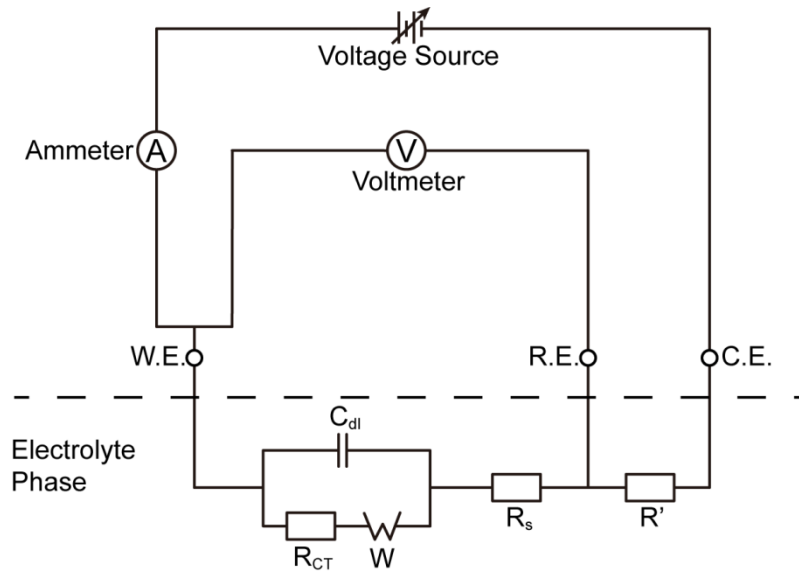 Voltage Source
Ammeter
A
V
Voltmeter
W.E.
R.E.
C.E.
Electrolyte
Phase
Cdl
RCT
W
Rs
R'